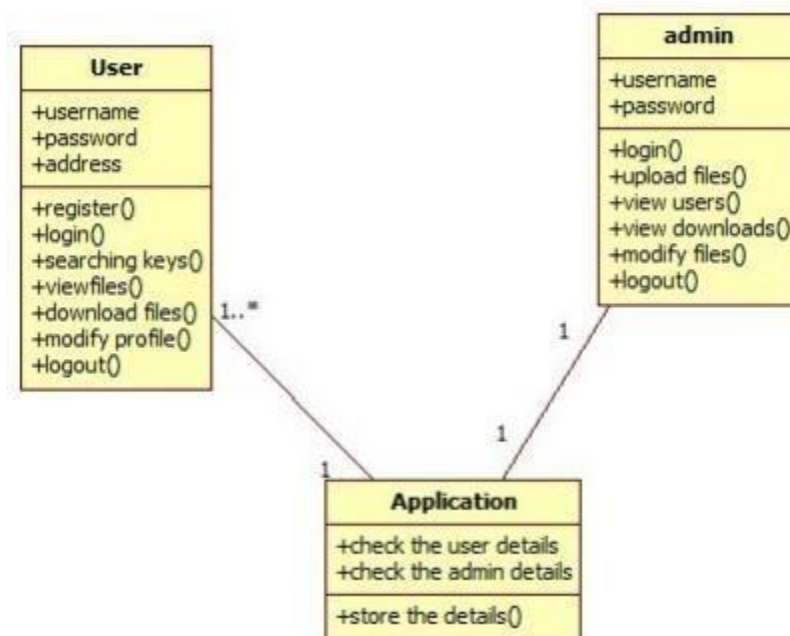 User
+username
+password
+address
+register()
+login()
+searching keys()
+viewfiles()
+download files()
+modify profile()
+logout()
1..*
1
admin
+username
+password
+login()
+upload files()
+view users()
+view downloads()
+modify files()
+logout()
1
1
Application
+check the user details
+check the admin details
+store the details()